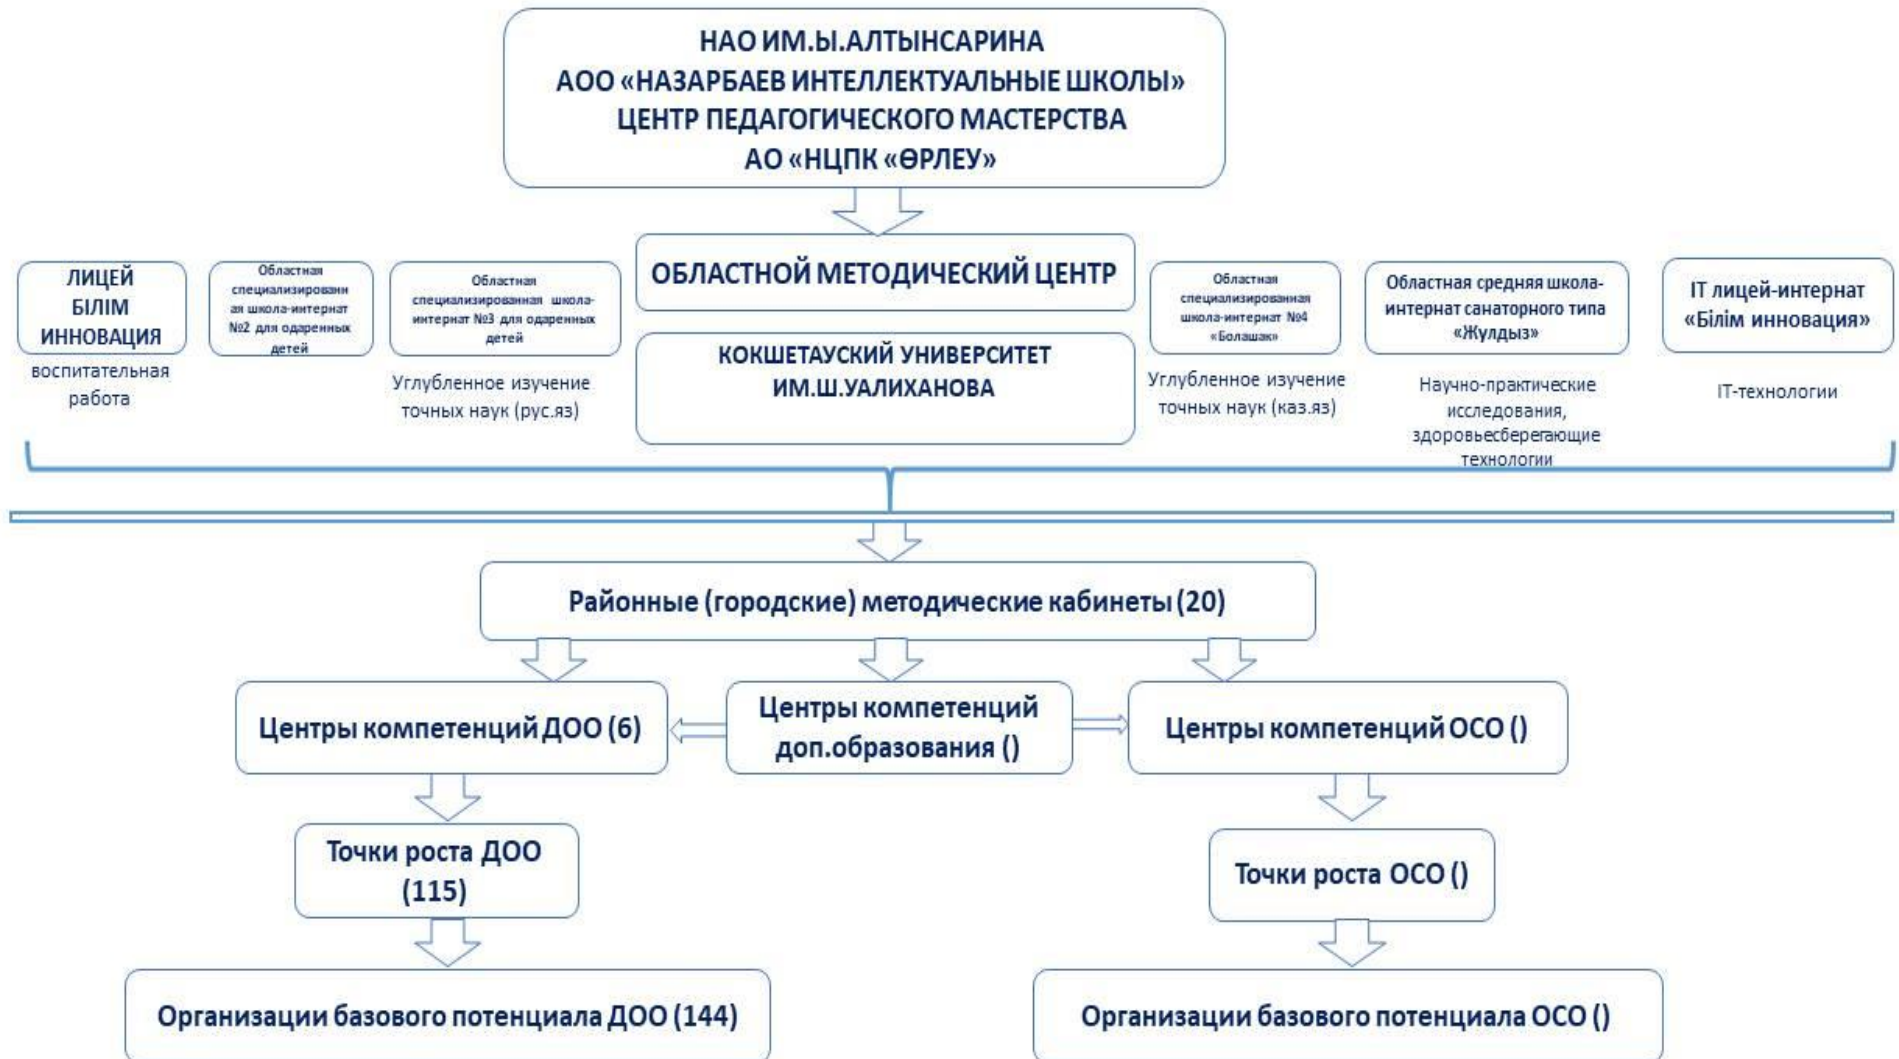 НАО ИМ.Ы.АЛТЫНСАРИНА
АОО «НАЗАРБАЕВ ИНТЕЛЛЕКТУАЛЬНЫЕ ШКОЛЫ»
ЦЕНТР ПЕДАГОГИЧЕСКОГО МАСТЕРСТВА
АО «НЦПК «ӨРЛЕУ»
ЛИЦЕЙ
БІЛІМ
ИННОВАЦИЯ
воспитательная
работа
Областная
специализированн
ая школа-интернат
№2 для одаренных
детей
Областная
специализированная школа-
интернат №3 для одаренных
детей
Углубленное изучение
точных наук (рус.яз)
ОБЛАСТНОЙ МЕТОДИЧЕСКИЙ ЦЕНТР
КОКШЕТАУСКИЙ УНИВЕРСИТЕТ
ИМ.Ш.УАЛИХАНОВА
Областная
специализированная
школа-интернат №4
«Болашак»
Углубленное изучение
точных наук (каз.яз)
Областная средняя школа-
интернат санаторного типа
«Жулдыз»
Научно-практические
исследования,
здоровьесберегающие
технологии
IT лицей-интернат
«Білім инновация»
IT-технологии
Районные (городские) методические кабинеты (20)
Центры компетенций ДОО (6)
Центры компетенций
доп.образования ()
Центры компетенций ОСО ()
Точки роста ДОО
(115)
Точки роста ОСО ()
Организации базового потенциала ДОО (144)
Организации базового потенциала ОСО ()